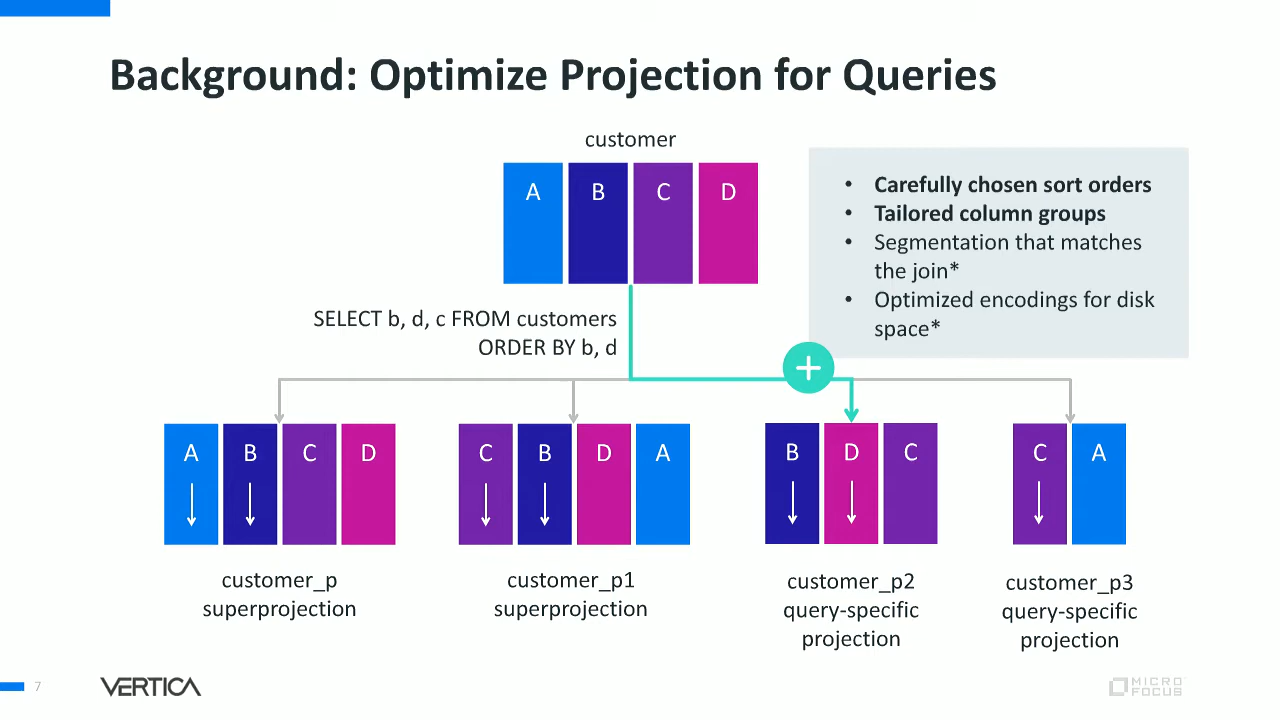 Background: Optimize Projection for Queries
customer
A B C D
• Carefully chosen sort orders
• Tailored column groups
• Segmentation that matches
the join*
• Optimized encodings for disk
space*
SELECT b, d, c FROM customers
ORDER BY b, d
A B C D
C B D A
B D C
C A
customer_p
superprojection
customer_p1
superprojection
customer_p2
query-specific
projection
customer_p3
query-specific
projection
7
VERTICA
MICRO
FOCUS